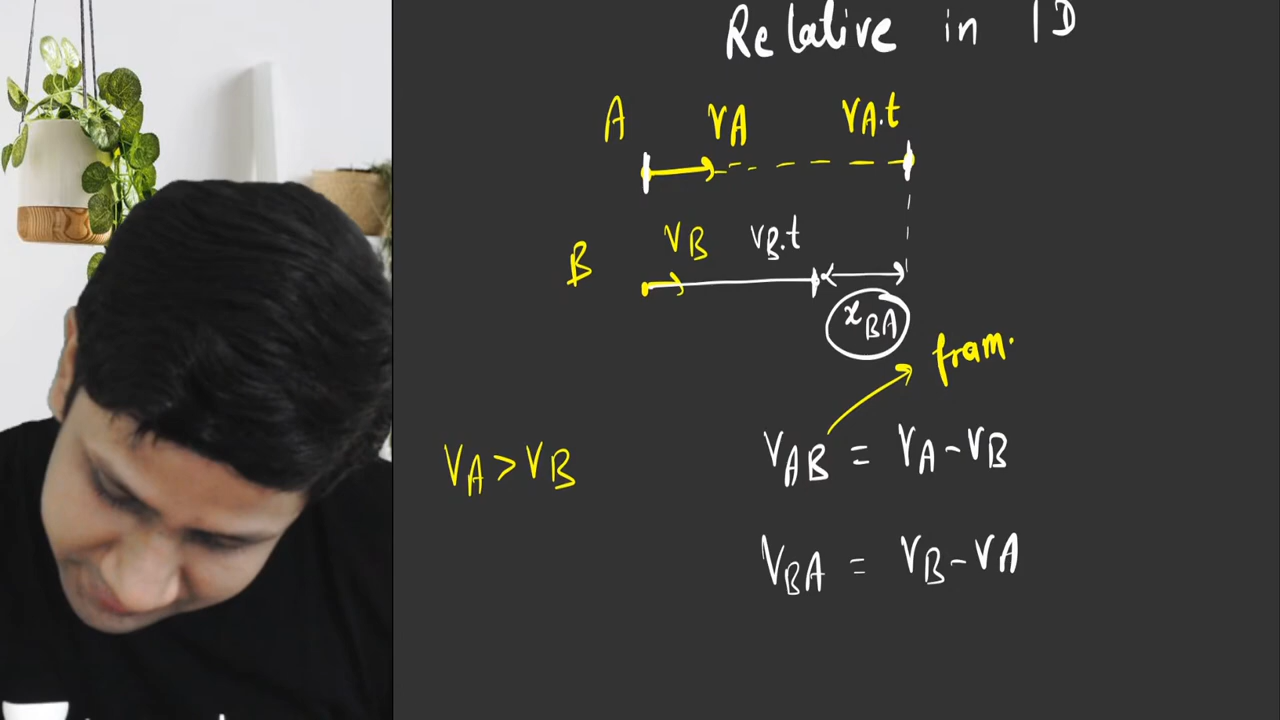 Relative in 1D
A VA VA.t
B VB VB.t
xBA
fram.
VA > VB VAB = VA - VB
VBA = VB - VA